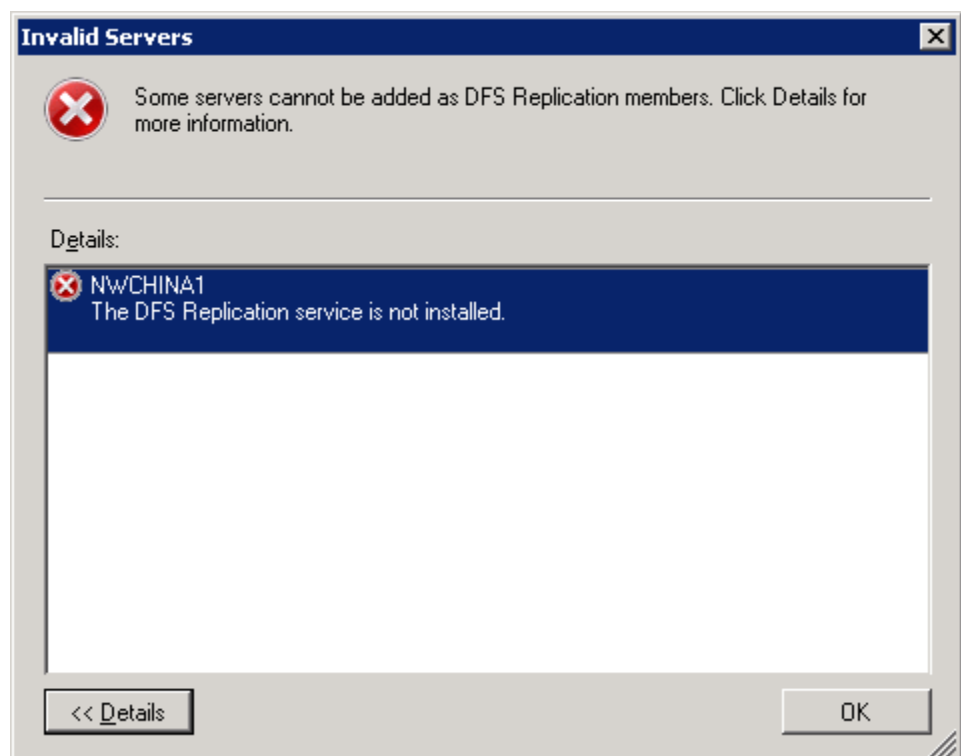 Invalid Servers
Some servers cannot be added as DFS Replication members. Click Details for
more information.
Details:
NWCHINA1
The DFS Replication service is not installed.
<< Details
OK